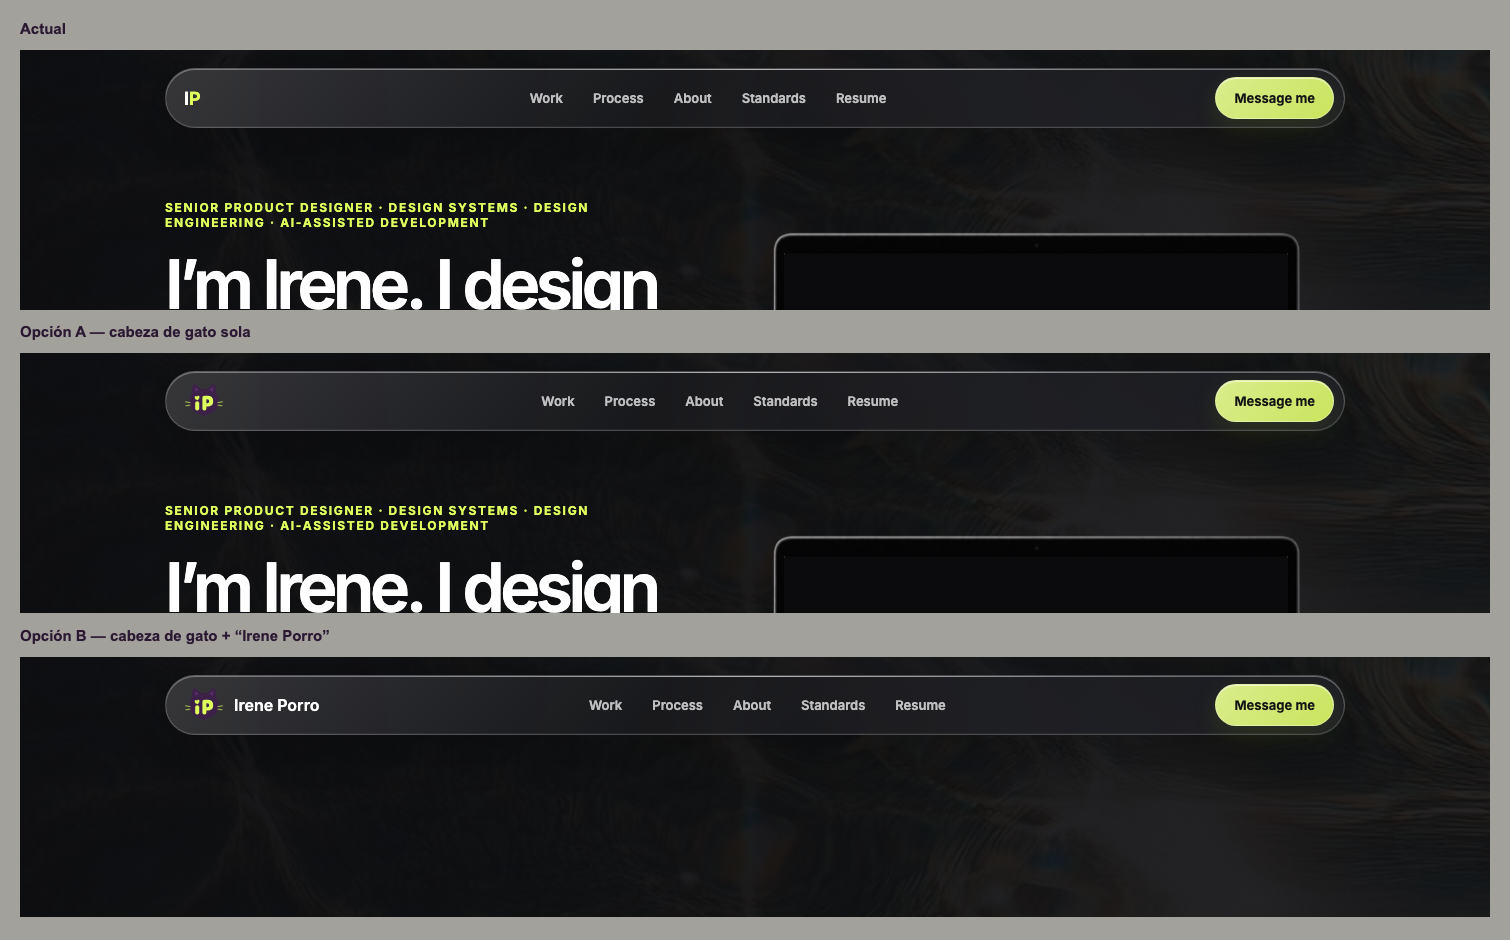 Actual
IP
Work
Process
About
Standards
Resume
Message me
SENIOR PRODUCT DESIGNER · DESIGN SYSTEMS · DESIGN
ENGINEERING · AI-ASSISTED DEVELOPMENT
I’m Irene. I design
Opción A — cabeza de gato sola
iP
Work
Process
About
Standards
Resume
Message me
SENIOR PRODUCT DESIGNER · DESIGN SYSTEMS · DESIGN
ENGINEERING · AI-ASSISTED DEVELOPMENT
I’m Irene. I design
Opción B — cabeza de gato + “Irene Porro”
iP
Irene Porro
Work
Process
About
Standards
Resume
Message me